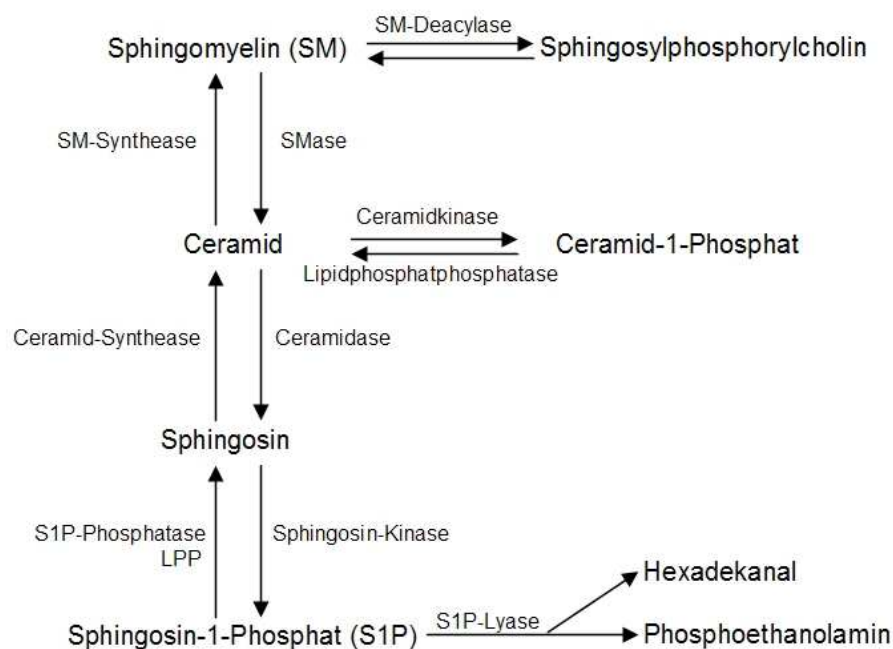 SM-Deacylase
Sphingomyelin (SM)
Sphingosylphosphorylcholin
SM-Synthease
SMase
Ceramidkinase
Ceramid
Ceramid-1-Phosphat
Lipidphosphatphosphatase
Ceramid-Synthease
Ceramidase
Sphingosin
S1P-Phosphatase
LPP
Sphingosin-Kinase
Hexadekanal
S1P-Lyase
Sphingosin-1-Phosphat (S1P)
Phosphoethanolamin